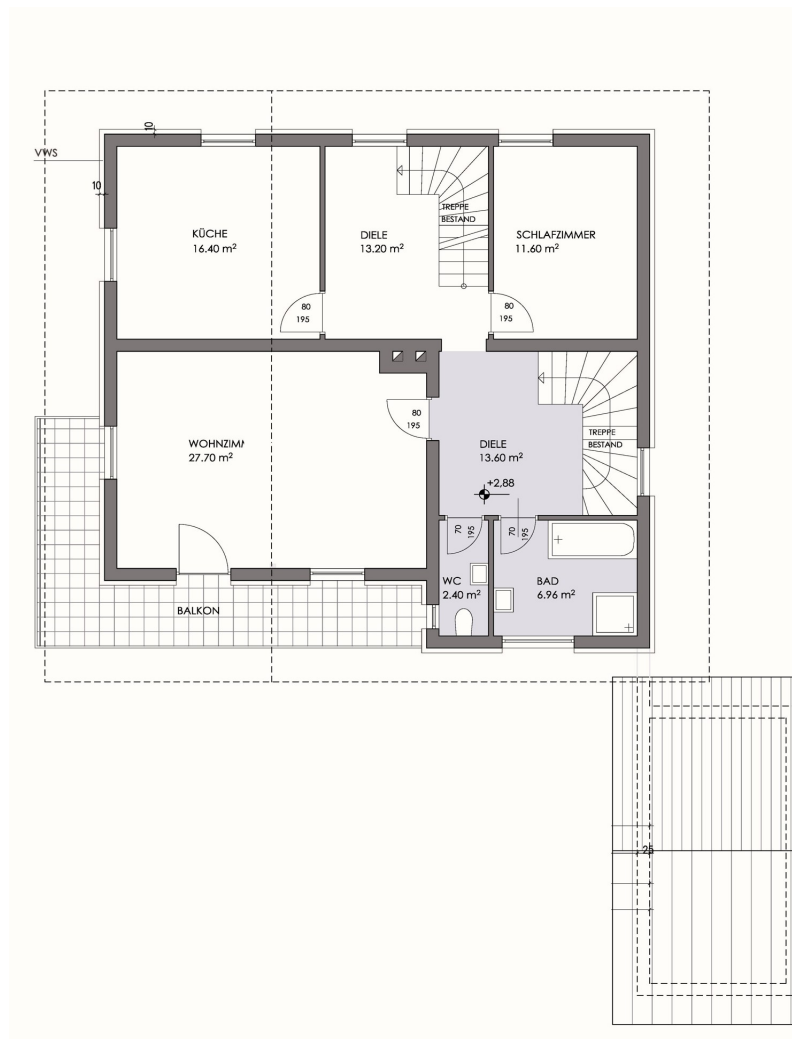 10
VWS
10
KÜCHE
16.40 m²
DIELE
13.20 m²
TREPPE
BESTAND
SCHLAFZIMMER
11.60 m²
80
195
80
195
WOHNZIMM
27.70 m²
80
195
DIELE
13.60 m²
TREPPE
BESTAND
+2,88
70
195
70
195
WC
2.40 m²
BAD
6.96 m²
BALKON
25